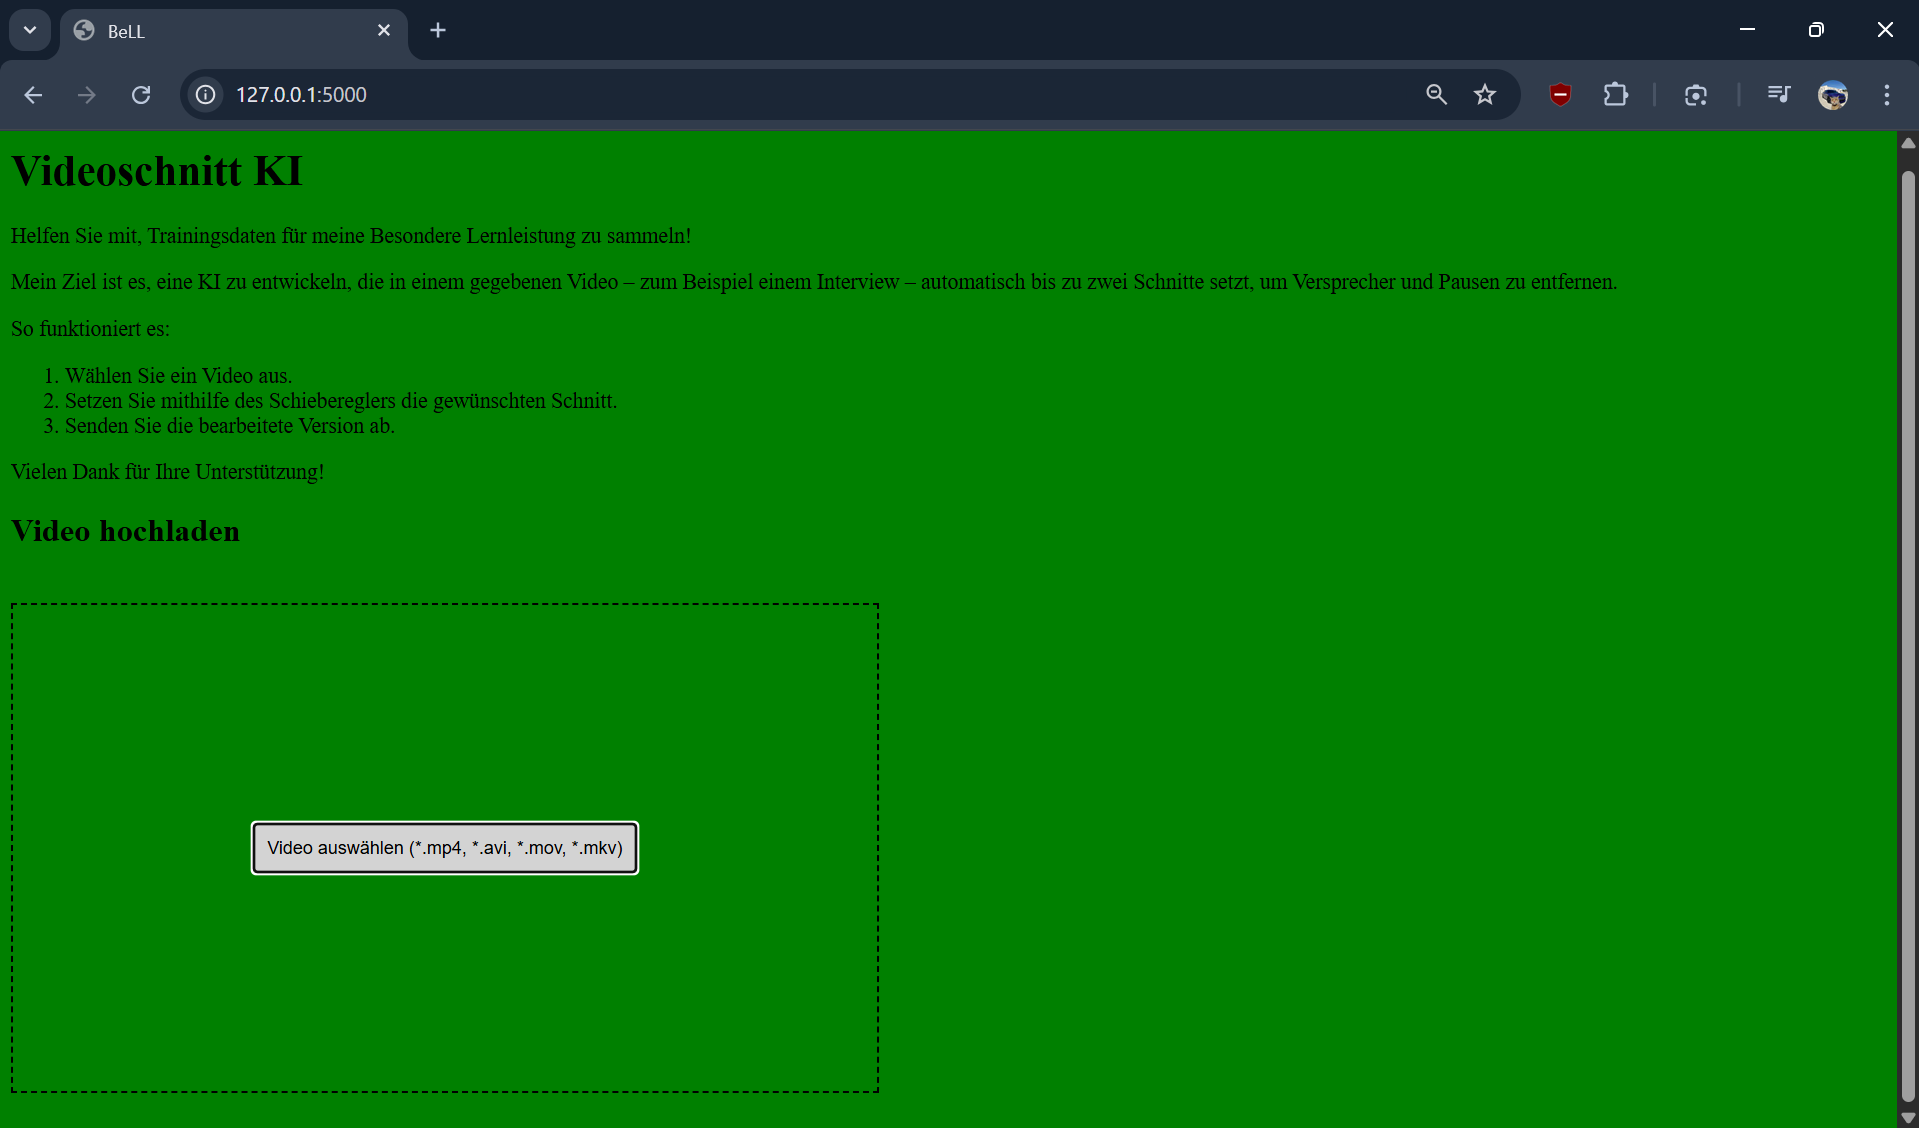 BeLL
127.0.0.1:5000
Videoschnitt KI
Helfen Sie mit, Trainingsdaten für meine Besondere Lernleistung zu sammeln!
Mein Ziel ist es, eine KI zu entwickeln, die in einem gegebenen Video – zum Beispiel einem Interview – automatisch bis zu zwei Schnitte setzt, um Versprecher und Pausen zu entfernen.
So funktioniert es:
1. Wählen Sie ein Video aus.
2. Setzen Sie mithilfe des Schiebereglers die gewünschten Schnitt.
3. Senden Sie die bearbeitete Version ab.
Vielen Dank für Ihre Unterstützung!
Video hochladen
Video auswählen (*.mp4, *.avi, *.mov, *.mkv)